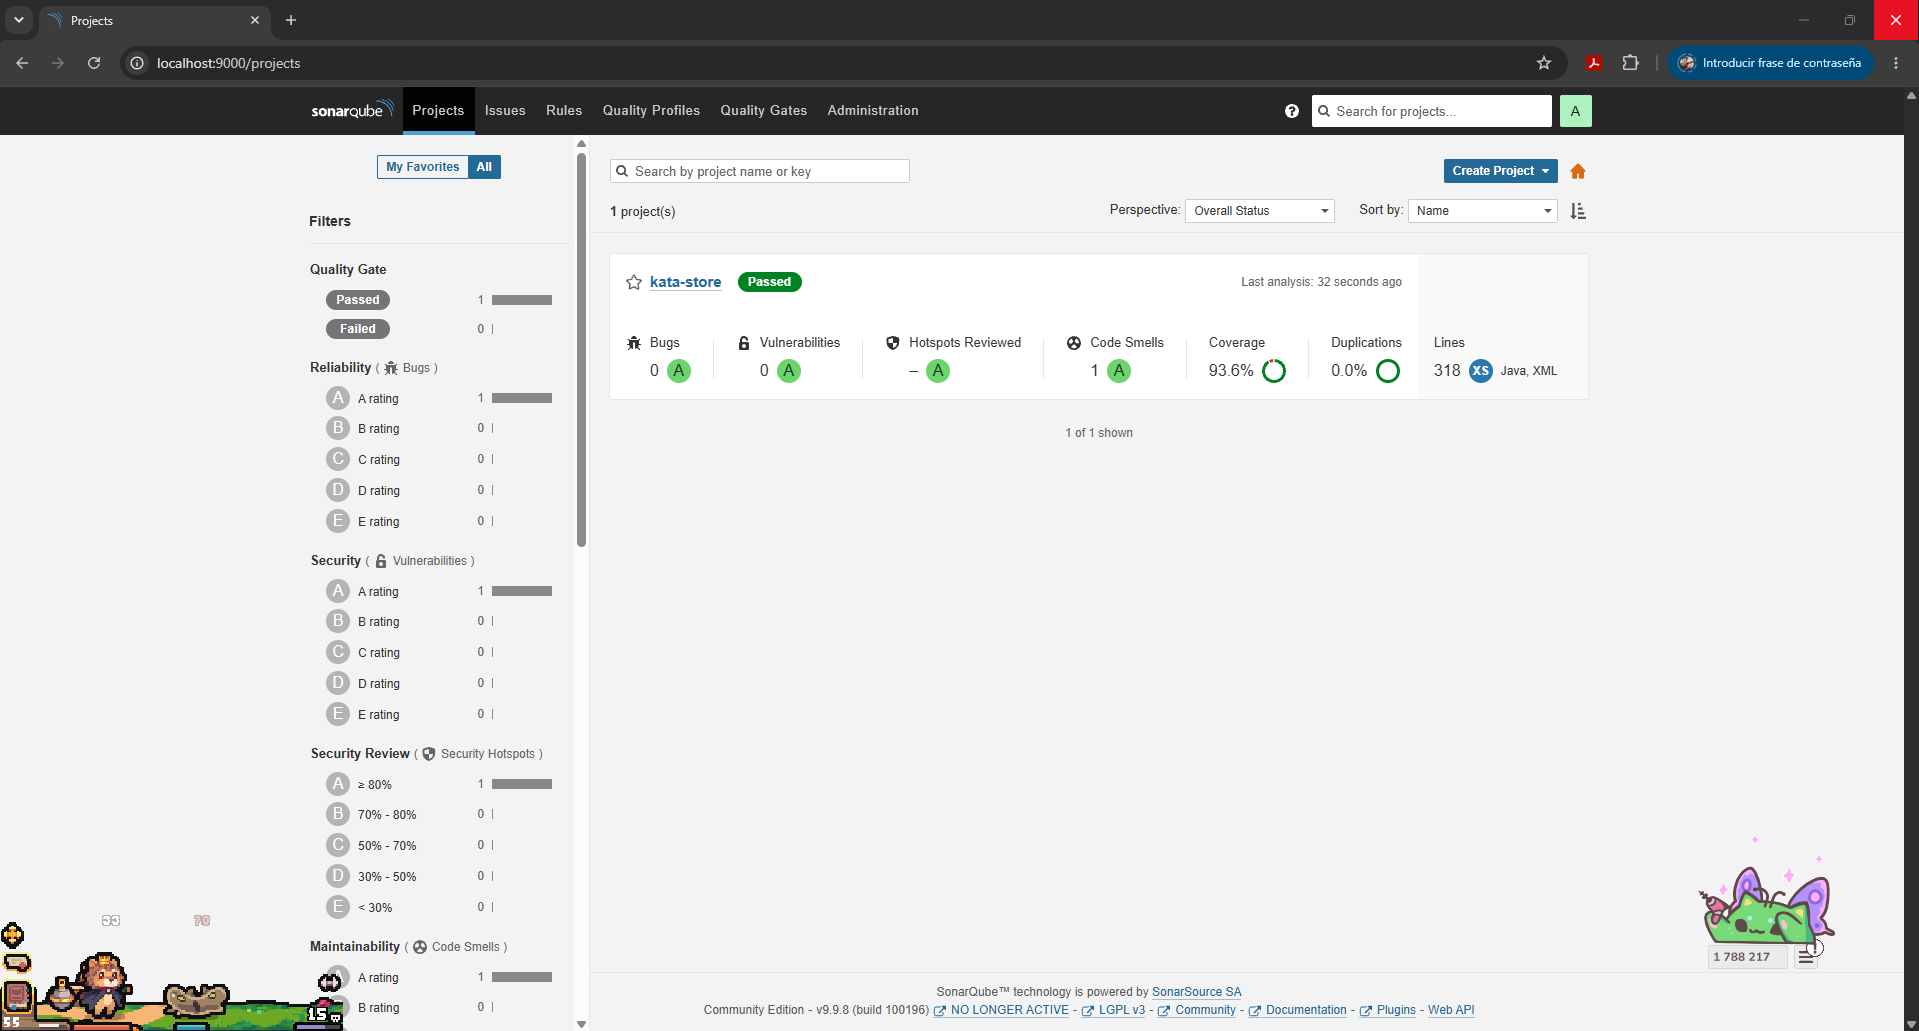 Projects
localhost:9000/projects
Introducir frase de contraseña
sonarqube Projects Issues Rules Quality Profiles Quality Gates Administration
Search for projects...
A
My Favorites All
Filters
Quality Gate
Passed 1
Failed 0
Reliability ( Bugs )
A A rating 1
B B rating 0
C C rating 0
D D rating 0
E E rating 0
Security ( Vulnerabilities )
A A rating 1
B B rating 0
C C rating 0
D D rating 0
E E rating 0
Security Review ( Security Hotspots )
A ≥ 80% 1
B 70% - 80% 0
C 50% - 70% 0
D 30% - 50% 0
E < 30% 0
Maintainability ( Code Smells )
A rating 1
B rating 0
Search by project name or key
Create Project
1 project(s)
Perspective: Overall Status
Sort by: Name
kata-store Passed
Last analysis: 32 seconds ago
Bugs
0 A
Vulnerabilities
0 A
Hotspots Reviewed
– A
Code Smells
1 A
Coverage
93.6%
Duplications
0.0%
Lines
318 XS Java, XML
1 of 1 shown
SonarQube™ technology is powered by SonarSource SA
Community Edition - v9.9.8 (build 100196) NO LONGER ACTIVE - LGPL v3 - Community - Documentation - Plugins - Web API
33
70
55
15
1 788 217